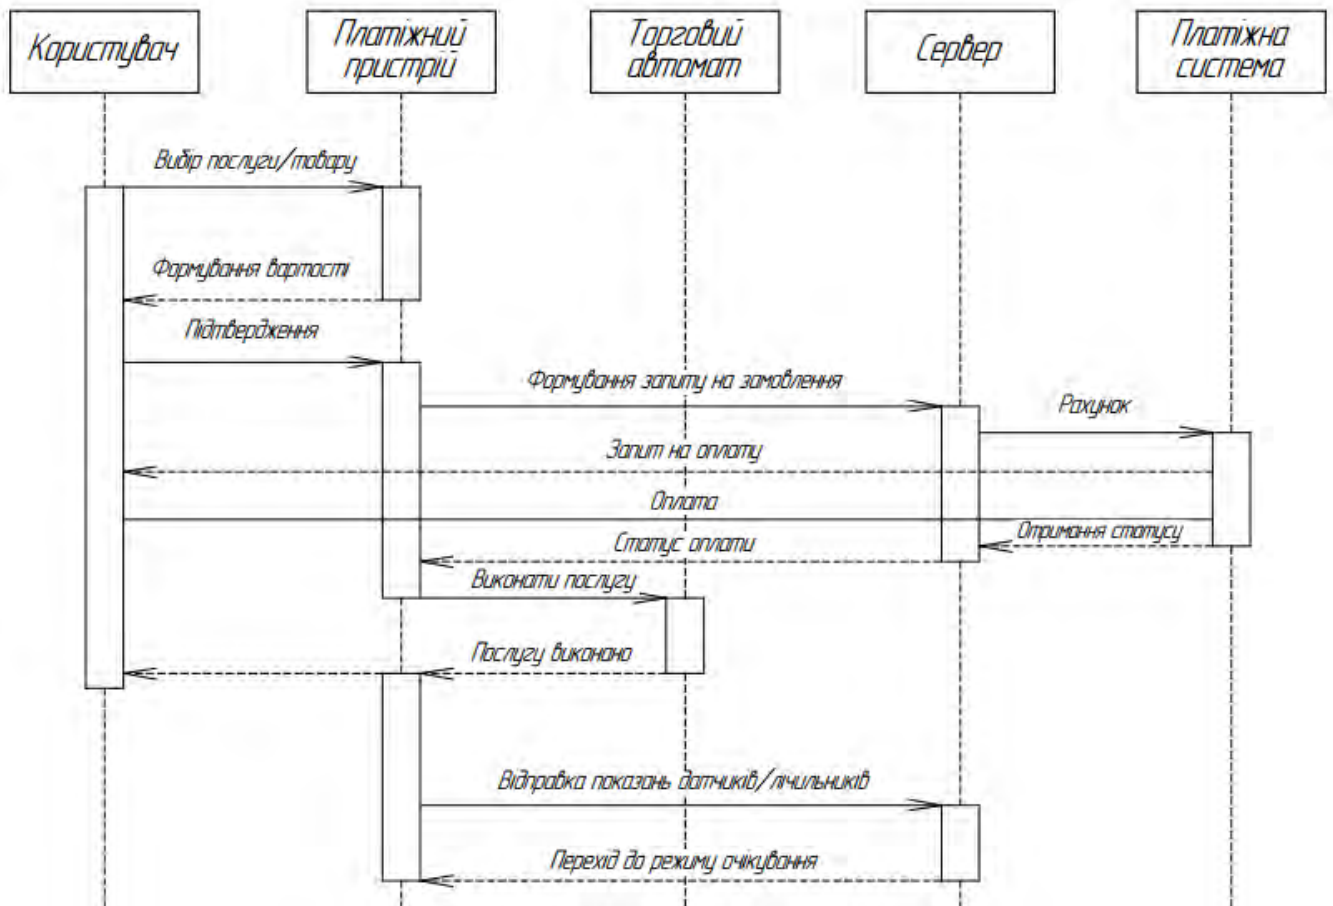 Користувач
Платіжний
пристрій
Торговий
автомат
Сервер
Платіжна
система
Вибір послуги/товару
Формування вартості
Підтвердження
Формування запиту на замовлення
Рахунок
Запит на оплату
Оплата
Отримання статусу
Статус оплати
Виконати послугу
Послугу виконано
Відправка показань датчиків/лічильників
Перехід до режиму очікування